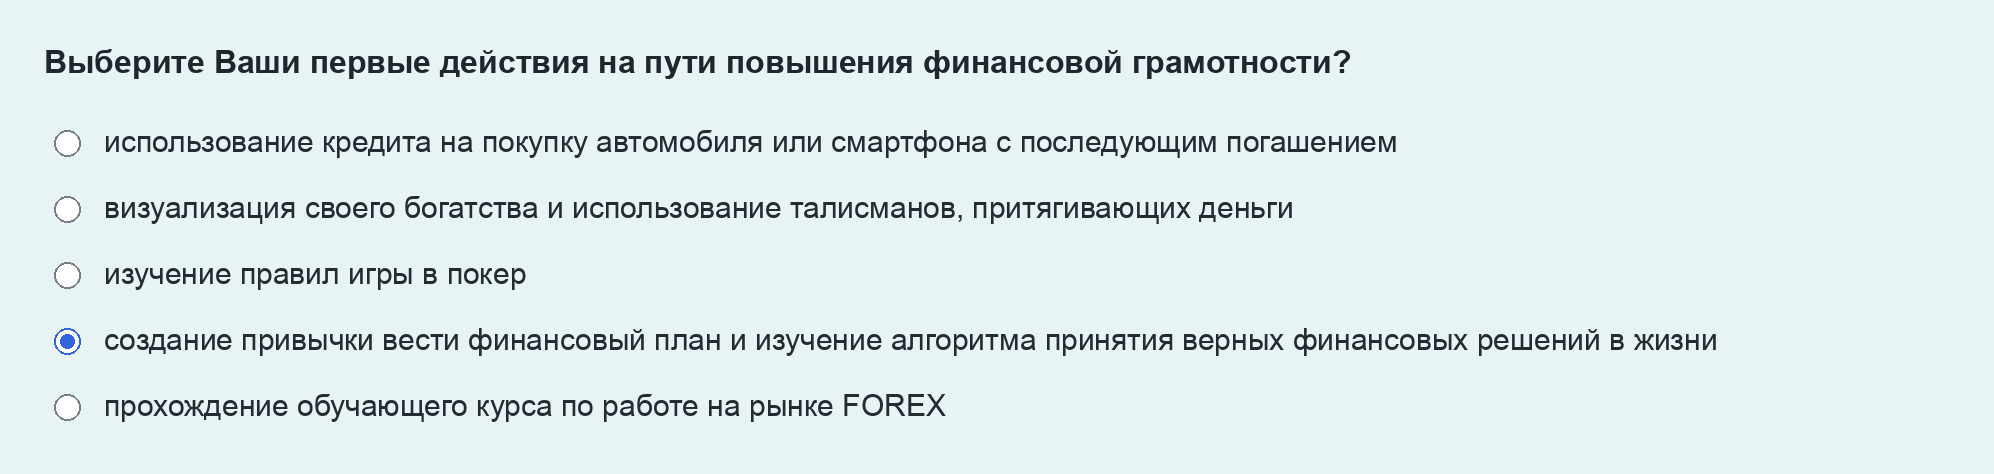 Выберите Ваши первые действия на пути повышения финансовой грамотности?
использование кредита на покупку автомобиля или смартфона с последующим погашением
визуализация своего богатства и использование талисманов, притягивающих деньги
изучение правил игры в покер
создание привычки вести финансовый план и изучение алгоритма принятия верных финансовых решений в жизни
прохождение обучающего курса по работе на рынке FOREX